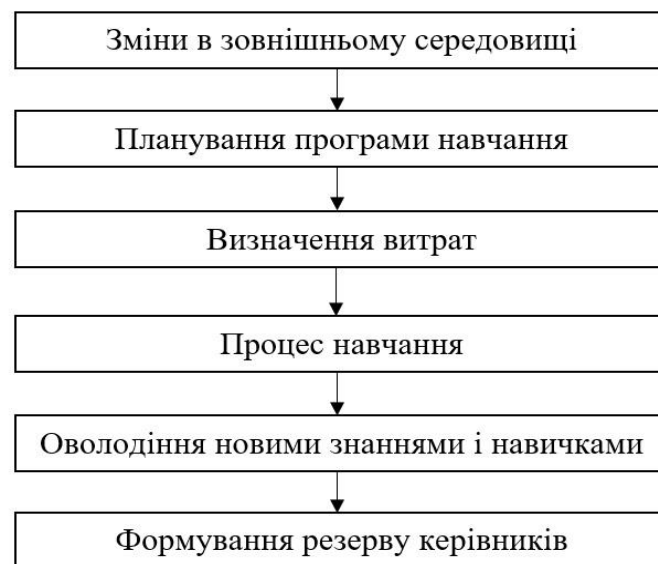 Зміни в зовнішньому середовищі
Планування програми навчання
Визначення витрат
Процес навчання
Оволодіння новими знаннями і навичками
Формування резерву керівників